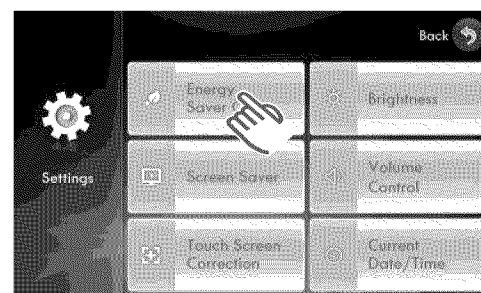 Back
Settings
Energy
Saver
Brightness
Screen Saver
Volume
Control
Touch Screen
Correction
Current
Date/Time